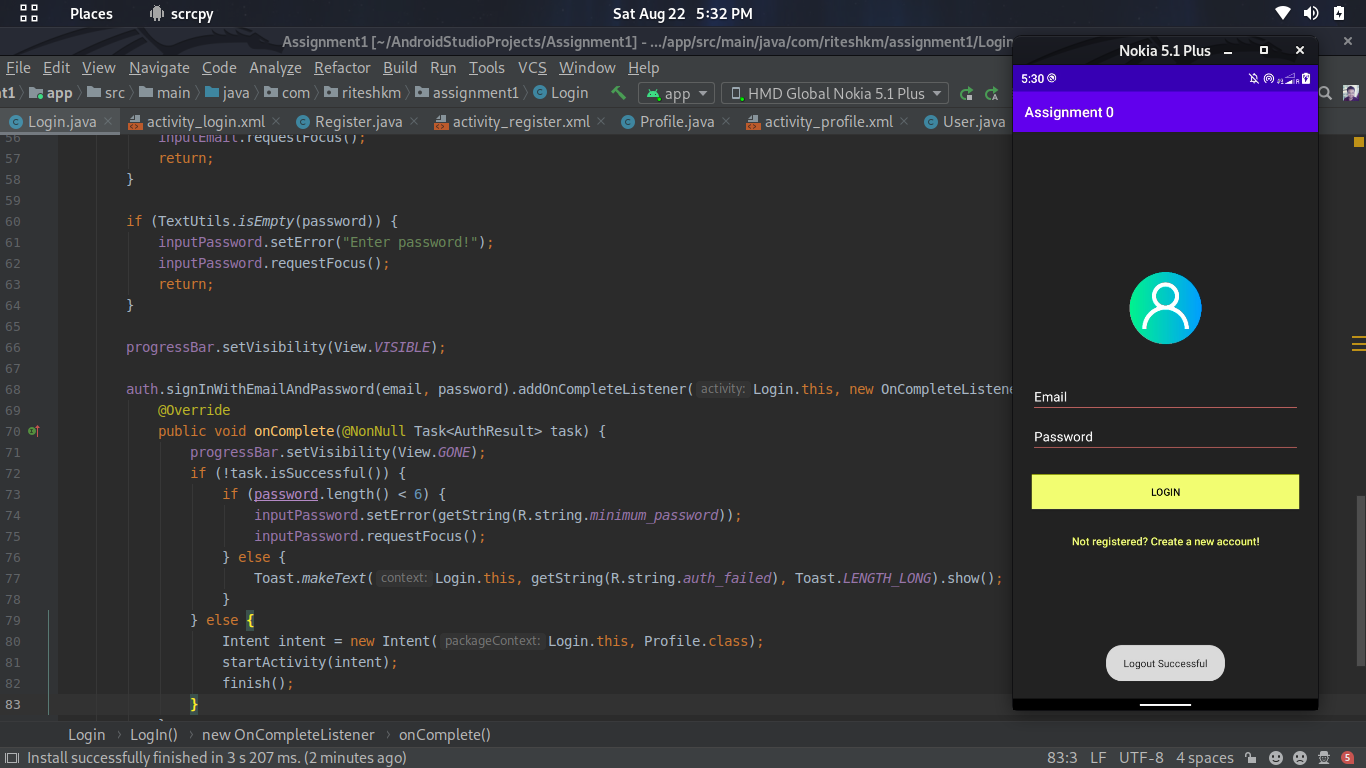 Places scrcpy Sat Aug 22 5:32 PM
Assignment1 [~/AndroidStudioProjects/Assignment1] - .../app/src/main/java/com/riteshkm/assignment1/Login
File Edit View Navigate Code Analyze Refactor Build Run Tools VCS Window Help
nt1 app src main java com riteshkm assignment1 Login app HMD Global Nokia 5.1 Plus
Login.java activity_login.xml Register.java activity_register.xml Profile.java activity_profile.xml User.java
56 inputEmail.requestFocus();
57 return;
58 }
59
60 if (TextUtils.isEmpty(password)) {
61 inputPassword.setError("Enter password!");
62 inputPassword.requestFocus();
63 return;
64 }
65
66 progressBar.setVisibility(View.VISIBLE);
67
68 auth.signInWithEmailAndPassword(email, password).addOnCompleteListener( activity: Login.this, new OnCompleteListene
69 @Override
70 public void onComplete(@NonNull Task<AuthResult> task) {
71 progressBar.setVisibility(View.GONE);
72 if (!task.isSuccessful()) {
73 if (password.length() < 6) {
74 inputPassword.setError(getString(R.string.minimum_password));
75 inputPassword.requestFocus();
76 } else {
77 Toast.makeText( context: Login.this, getString(R.string.auth_failed), Toast.LENGTH_LONG).show();
78 }
79 } else {
80 Intent intent = new Intent( packageContext: Login.this, Profile.class);
81 startActivity(intent);
82 finish();
83 }
Login LogIn() new OnCompleteListener onComplete()
Install successfully finished in 3 s 207 ms. (2 minutes ago) 83:3 LF UTF-8 4 spaces 5
Nokia 5.1 Plus
5:30
Assignment 0
Email
Password
LOGIN
Not registered? Create a new account!
Logout Successful